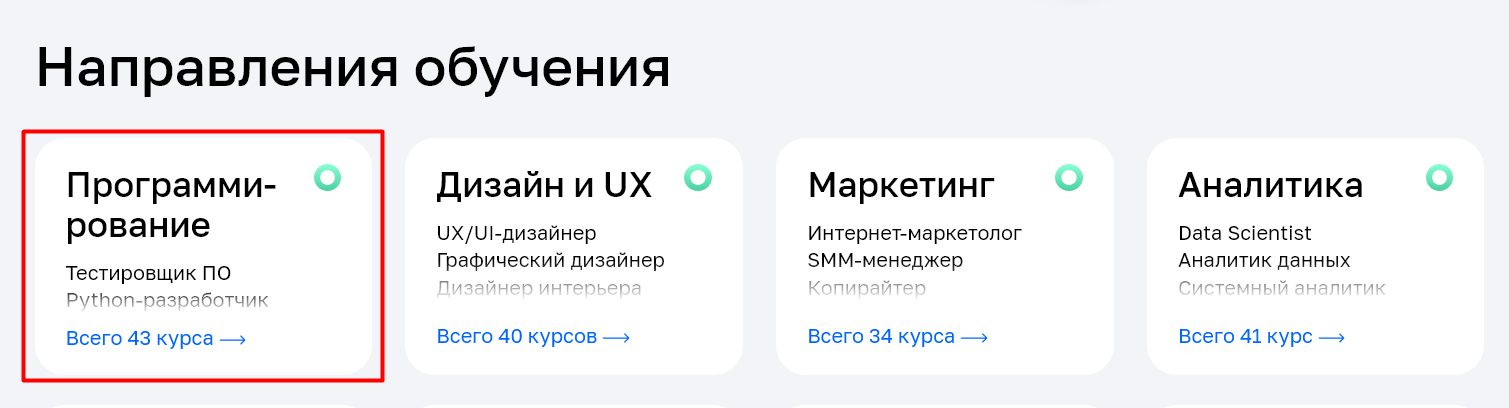 Направления обучения
Программи-
рование
Тестировщик ПО
Python-разработчик
Всего 43 курса →
Дизайн и UX
UX/UI-дизайнер
Графический дизайнер
Дизайнер интерьера
Всего 40 курсов →
Маркетинг
Интернет-маркетолог
SMM-менеджер
Копирайтер
Всего 34 курса →
Аналитика
Data Scientist
Аналитик данных
Системный аналитик
Всего 41 курс →